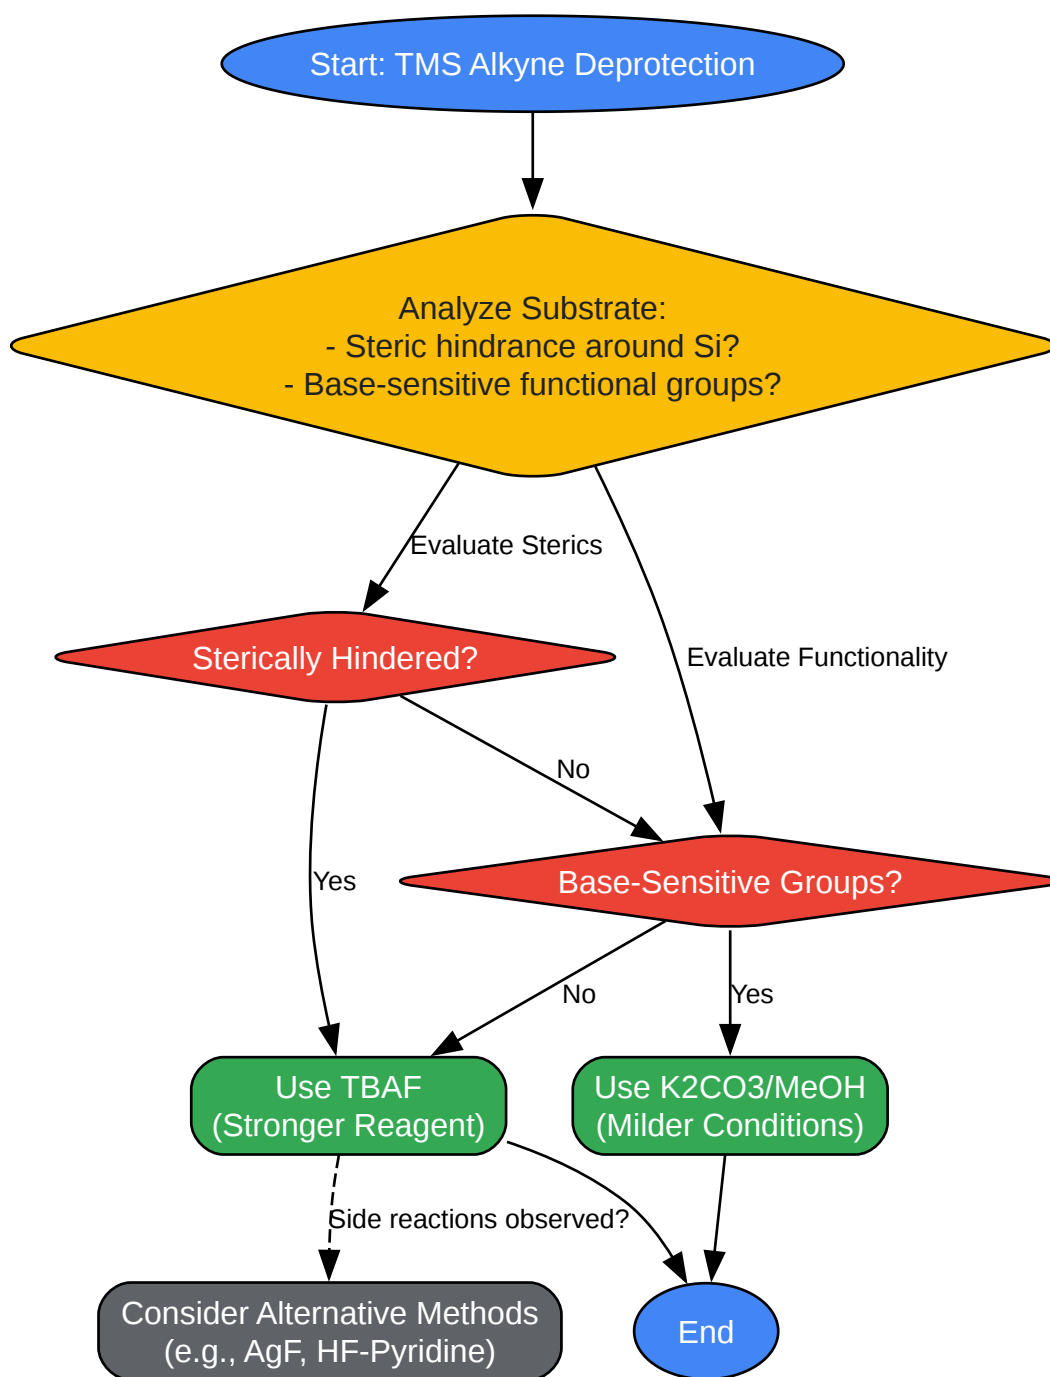 Start: TMS Alkyne Deprotection
Analyze Substrate:
- Steric hindrance around Si?
- Base-sensitive functional groups?
Evaluate Sterics
Sterically Hindered?
Evaluate Functionality
No
Yes
Base-Sensitive Groups?
No
Yes
Use TBAF
(Stronger Reagent)
Use K2CO3/MeOH
(Milder Conditions)
Side reactions observed?
Consider Alternative Methods
(e.g., AgF, HF-Pyridine)
End